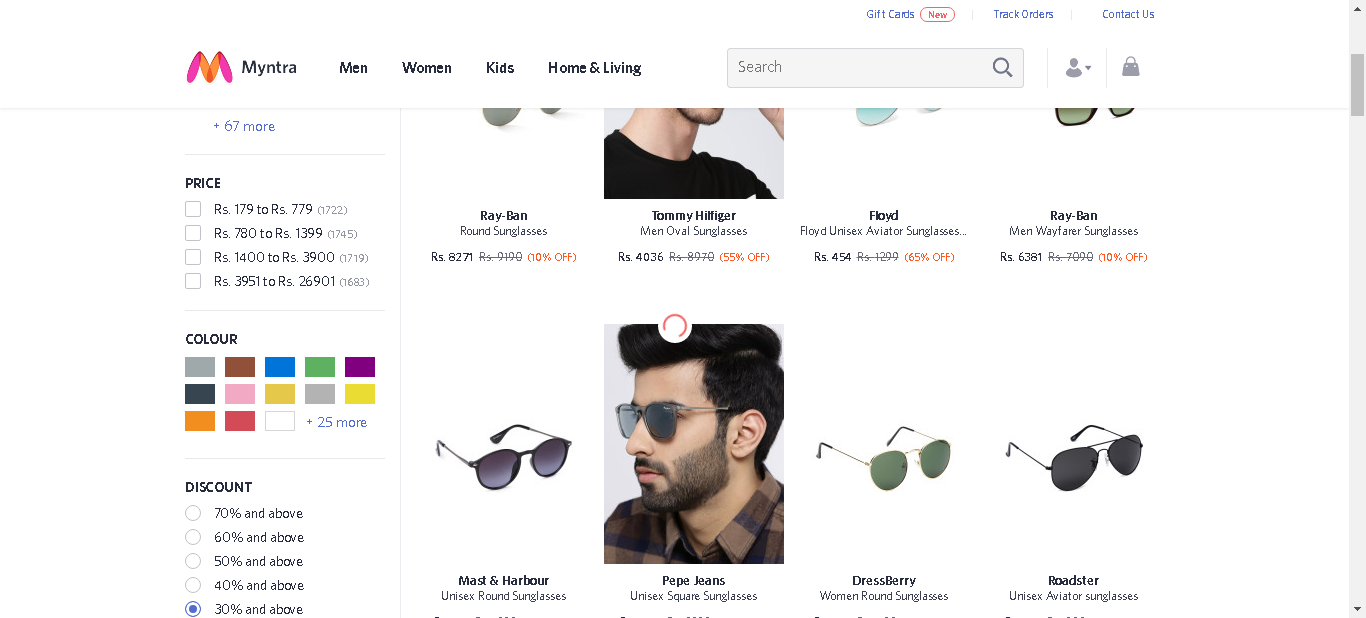 Gift Cards New Track Orders Contact Us
Myntra Men Women Kids Home & Living Search
+ 67 more
PRICE
Rs. 179 to Rs. 779 (1722)
Rs. 780 to Rs. 1399 (1745)
Rs. 1400 to Rs. 3900 (1719)
Rs. 3951 to Rs. 26901 (1683)
COLOUR
+ 25 more
DISCOUNT
70% and above
60% and above
50% and above
40% and above
30% and above
Ray-Ban
Round Sunglasses
Rs. 8271 Rs. 9190 (10% OFF)
Tommy Hilfiger
Men Oval Sunglasses
Rs. 4036 Rs. 8970 (55% OFF)
Floyd
Floyd Unisex Aviator Sunglasses...
Rs. 454 Rs. 1299 (65% OFF)
Ray-Ban
Men Wayfarer Sunglasses
Rs. 6381 Rs. 7090 (10% OFF)
Mast & Harbour
Unisex Round Sunglasses
Pepe Jeans
Unisex Square Sunglasses
DressBerry
Women Round Sunglasses
Roadster
Unisex Aviator sunglasses